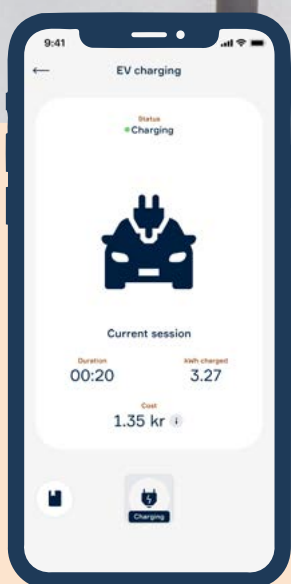 9:41
EV charging
Status
Charging
Current session
Duration
kWh charged
00:20
3.27
Cost
1.35 kr i
Charging